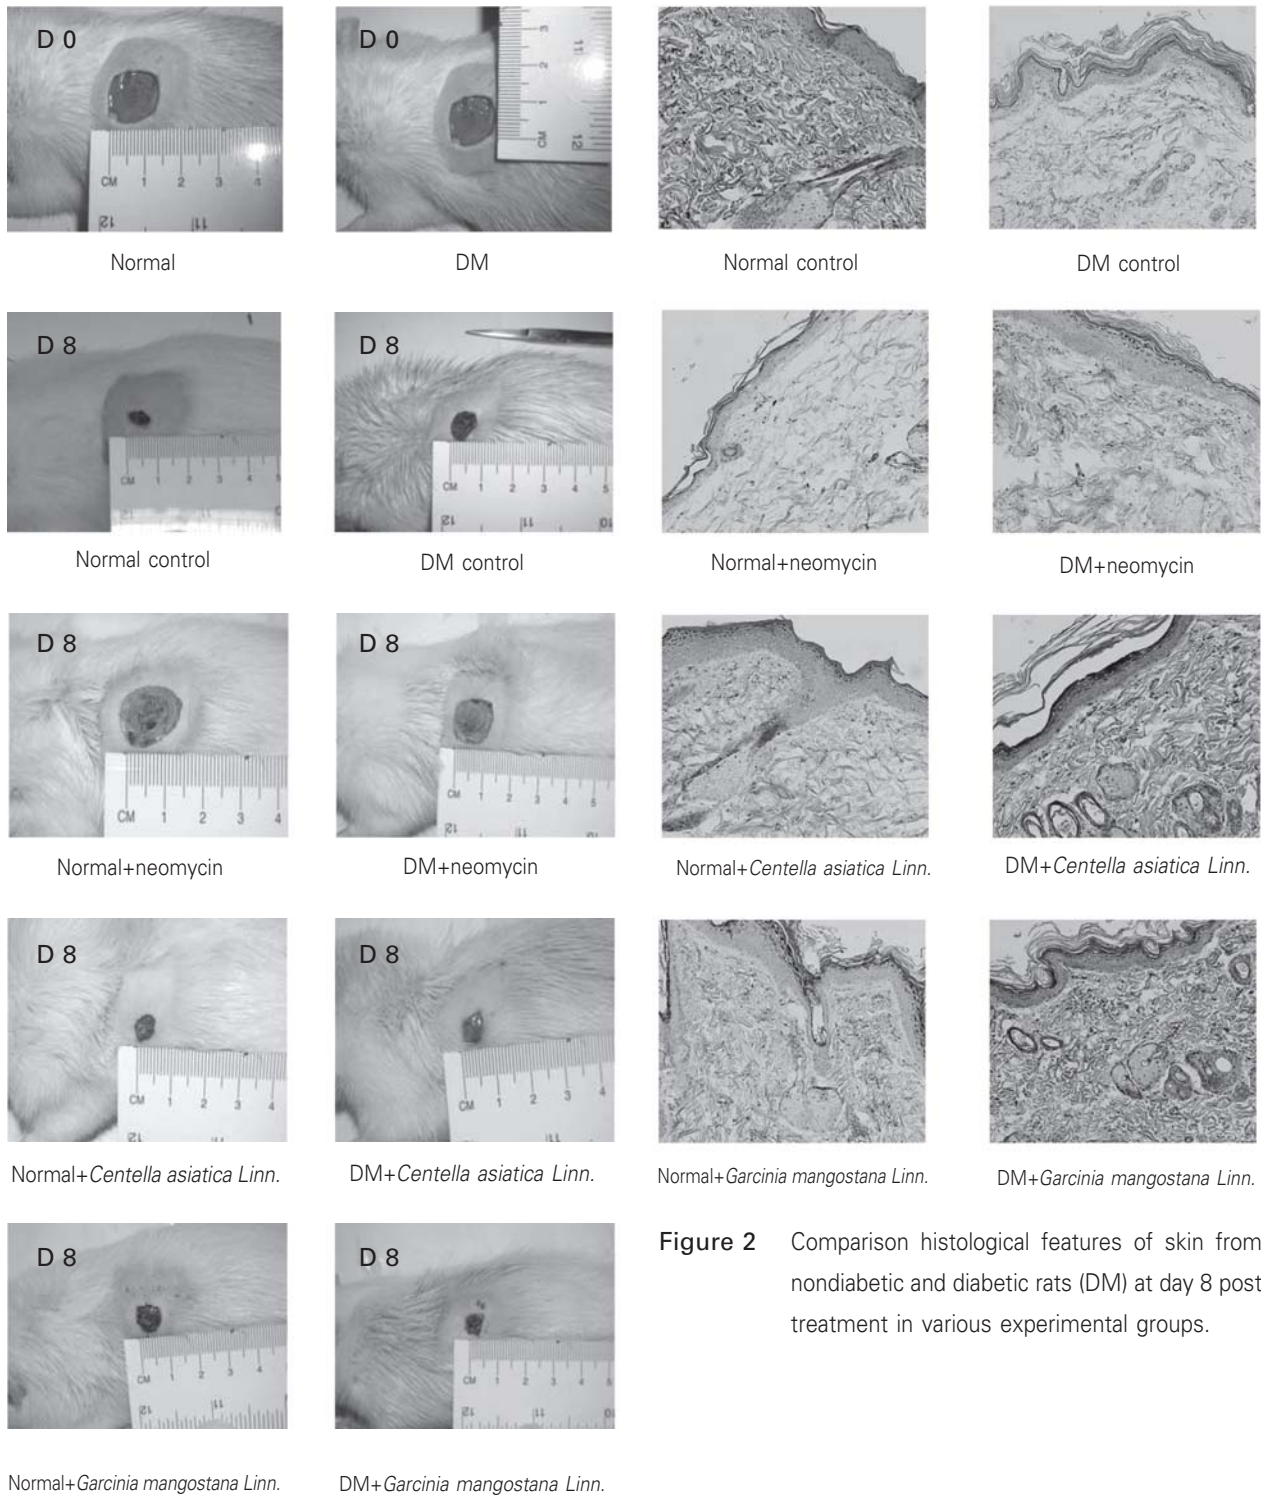 D 0
D 0
Normal
DM
Normal control
DM control
D 8
D 8
Normal control
DM control
Normal+neomycin
DM+neomycin
D 8
D 8
Normal+neomycin
DM+neomycin
Normal+Centella asiatica Linn.
DM+Centella asiatica Linn.
D 8
D 8
Normal+Centella asiatica Linn.
DM+Centella asiatica Linn.
Normal+Garcinia mangostana Linn.
DM+Garcinia mangostana Linn.
D 8
D 8
Normal+Garcinia mangostana Linn.
DM+Garcinia mangostana Linn.
Figure 2 Comparison histological features of skin from
nondiabetic and diabetic rats (DM) at day 8 post
treatment in various experimental groups.